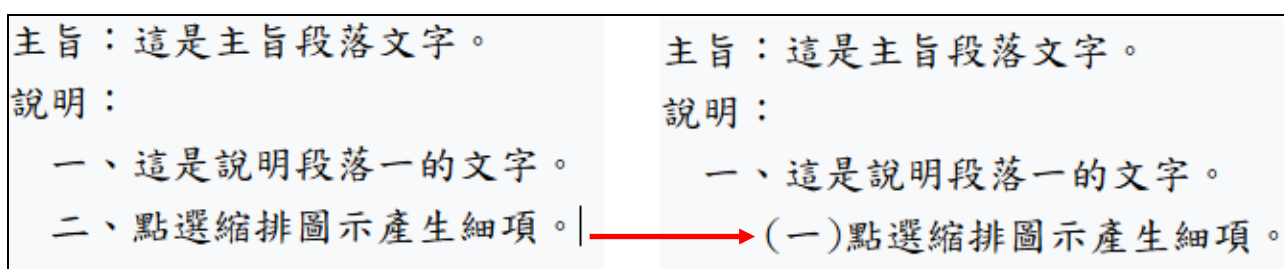 主旨：這是主旨段落文字。
說明：
一、這是說明段落一的文字。
二、點選縮排圖示產生細項。
主旨：這是主旨段落文字。
說明：
一、這是說明段落一的文字。
(一)點選縮排圖示產生細項。